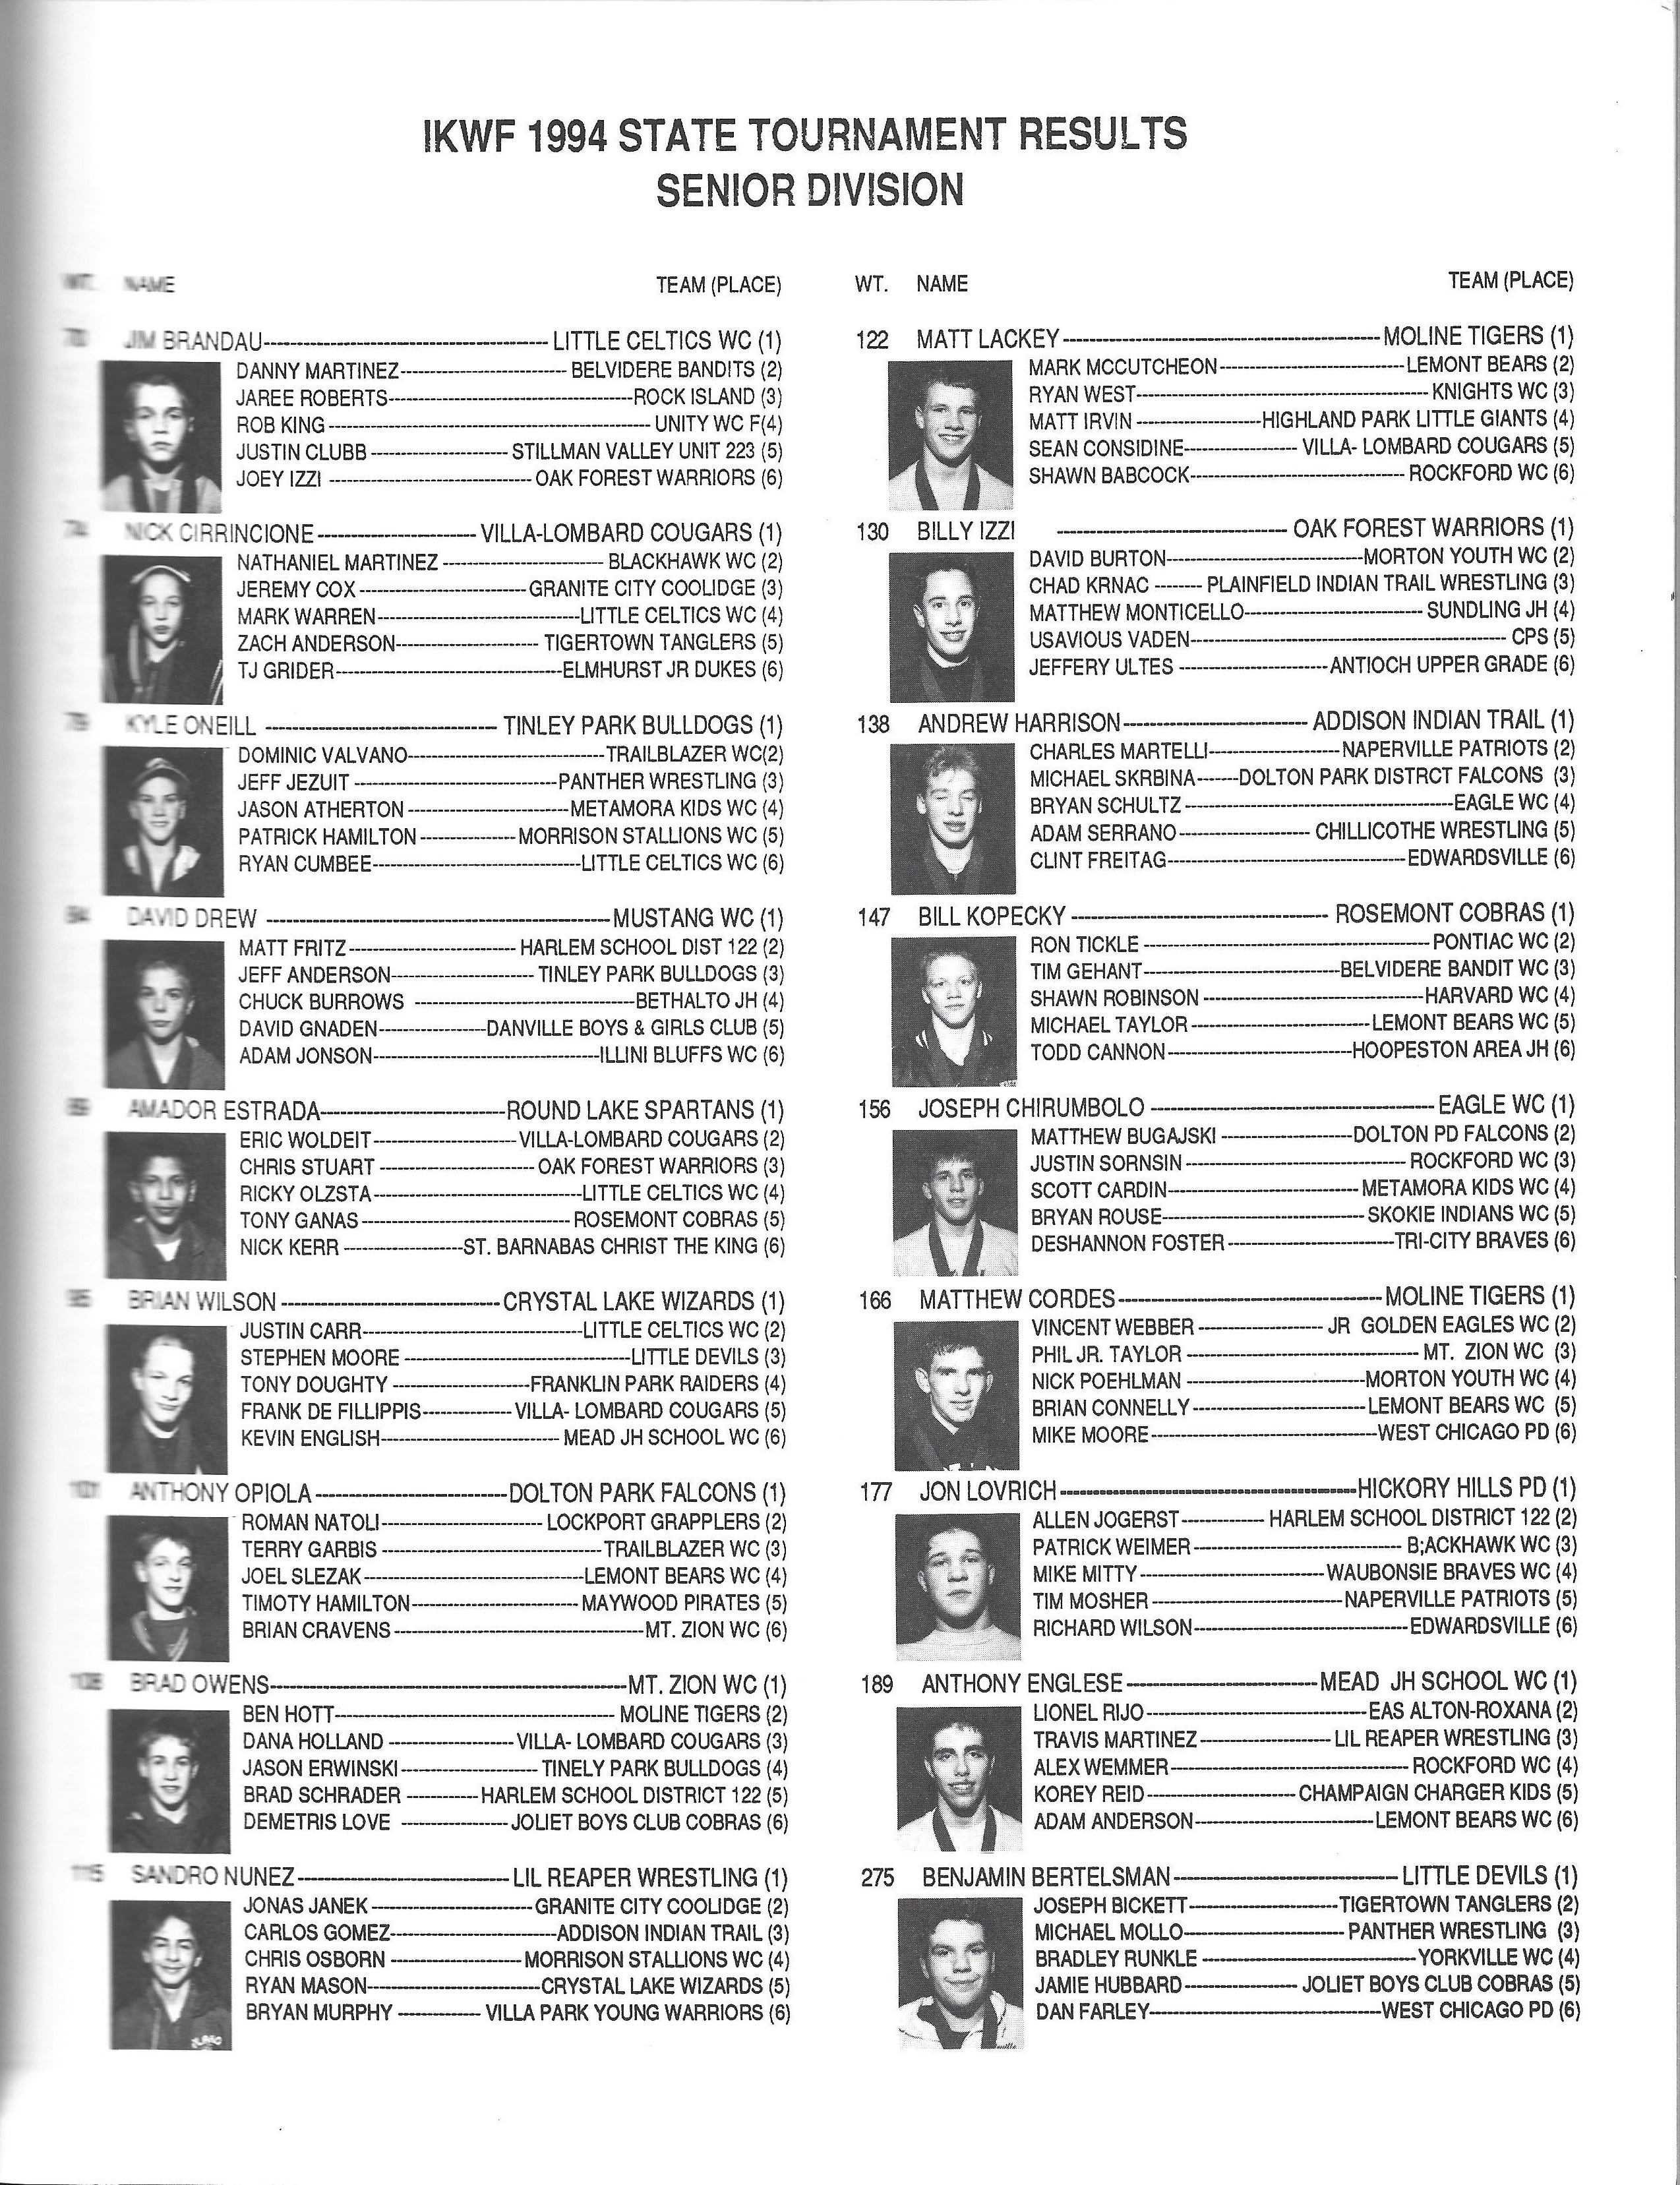 IKWF 1994 STATE TOURNAMENT RESULTS
SENIOR DIVISION
WT. NAME TEAM (PLACE)
70 JIM BRANDAU LITTLE CELTICS WC (1)
DANNY MARTINEZ BELVIDERE BANDITS (2)
JAREE ROBERTS ROCK ISLAND (3)
ROB KING UNITY WC F(4)
JUSTIN CLUBB STILLMAN VALLEY UNIT 223 (5)
JOEY IZZI OAK FOREST WARRIORS (6)
74 NICK CIRRINCIONE VILLA-LOMBARD COUGARS (1)
NATHANIEL MARTINEZ BLACKHAWK WC (2)
JEREMY COX GRANITE CITY COOLIDGE (3)
MARK WARREN LITTLE CELTICS WC (4)
ZACH ANDERSON TIGERTOWN TANGLERS (5)
TJ GRIDER ELMHURST JR DUKES (6)
79 KYLE ONEILL TINLEY PARK BULLDOGS (1)
DOMINIC VALVANO TRAILBLAZER WC(2)
JEFF JEZUIT PANTHER WRESTLING (3)
JASON ATHERTON METAMORA KIDS WC (4)
PATRICK HAMILTON MORRISON STALLIONS WC (5)
RYAN CUMBEE LITTLE CELTICS WC (6)
84 DAVID DREW MUSTANG WC (1)
MATT FRITZ HARLEM SCHOOL DIST 122 (2)
JEFF ANDERSON TINLEY PARK BULLDOGS (3)
CHUCK BURROWS BETHALTO JH (4)
DAVID GNADEN DANVILLE BOYS & GIRLS CLUB (5)
ADAM JONSON ILLINI BLUFFS WC (6)
89 AMADOR ESTRADA ROUND LAKE SPARTANS (1)
ERIC WOLDEIT VILLA-LOMBARD COUGARS (2)
CHRIS STUART OAK FOREST WARRIORS (3)
RICKY OLZSTA LITTLE CELTICS WC (4)
TONY GANAS ROSEMONT COBRAS (5)
NICK KERR ST. BARNABAS CHRIST THE KING (6)
95 BRIAN WILSON CRYSTAL LAKE WIZARDS (1)
JUSTIN CARR LITTLE CELTICS WC (2)
STEPHEN MOORE LITTLE DEVILS (3)
TONY DOUGHTY FRANKLIN PARK RAIDERS (4)
FRANK DE FILLIPPIS VILLA- LOMBARD COUGARS (5)
KEVIN ENGLISH MEAD JH SCHOOL WC (6)
101 ANTHONY OPIOLA DOLTON PARK FALCONS (1)
ROMAN NATOLI LOCKPORT GRAPPLERS (2)
TERRY GARBIS TRAILBLAZER WC (3)
JOEL SLEZAK LEMONT BEARS WC (4)
TIMOTY HAMILTON MAYWOOD PIRATES (5)
BRIAN CRAVENS MT. ZION WC (6)
108 BRAD OWENS MT. ZION WC (1)
BEN HOTT MOLINE TIGERS (2)
DANA HOLLAND VILLA- LOMBARD COUGARS (3)
JASON ERWINSKI TINELY PARK BULLDOGS (4)
BRAD SCHRADER HARLEM SCHOOL DISTRICT 122 (5)
DEMETRIS LOVE JOLIET BOYS CLUB COBRAS (6)
115 SANDRO NUNEZ LIL REAPER WRESTLING (1)
JONAS JANEK GRANITE CITY COOLIDGE (2)
CARLOS GOMEZ ADDISON INDIAN TRAIL (3)
CHRIS OSBORN MORRISON STALLIONS WC (4)
RYAN MASON CRYSTAL LAKE WIZARDS (5)
BRYAN MURPHY VILLA PARK YOUNG WARRIORS (6)
WT. NAME TEAM (PLACE)
122 MATT LACKEY MOLINE TIGERS (1)
MARK MCCUTCHEON LEMONT BEARS (2)
RYAN WEST KNIGHTS WC (3)
MATT IRVIN HIGHLAND PARK LITTLE GIANTS (4)
SEAN CONSIDINE VILLA- LOMBARD COUGARS (5)
SHAWN BABCOCK ROCKFORD WC (6)
130 BILLY IZZI OAK FOREST WARRIORS (1)
DAVID BURTON MORTON YOUTH WC (2)
CHAD KRNAC PLAINFIELD INDIAN TRAIL WRESTLING (3)
MATTHEW MONTICELLO SUNDLING JH (4)
USAVIOUS VADEN CPS (5)
JEFFERY ULTES ANTIOCH UPPER GRADE (6)
138 ANDREW HARRISON ADDISON INDIAN TRAIL (1)
CHARLES MARTELLI NAPERVILLE PATRIOTS (2)
MICHAEL SKRBINA DOLTON PARK DISTRCT FALCONS (3)
BRYAN SCHULTZ EAGLE WC (4)
ADAM SERRANO CHILLICOTHE WRESTLING (5)
CLINT FREITAG EDWARDSVILLE (6)
147 BILL KOPECKY ROSEMONT COBRAS (1)
RON TICKLE PONTIAC WC (2)
TIM GEHANT BELVIDERE BANDIT WC (3)
SHAWN ROBINSON HARVARD WC (4)
MICHAEL TAYLOR LEMONT BEARS WC (5)
TODD CANNON HOOPESTON AREA JH (6)
156 JOSEPH CHIRUMBOLO EAGLE WC (1)
MATTHEW BUGAJSKI DOLTON PD FALCONS (2)
JUSTIN SORNSIN ROCKFORD WC (3)
SCOTT CARDIN METAMORA KIDS WC (4)
BRYAN ROUSE SKOKIE INDIANS WC (5)
DESHANNON FOSTER TRI-CITY BRAVES (6)
166 MATTHEW CORDES MOLINE TIGERS (1)
VINCENT WEBBER JR GOLDEN EAGLES WC (2)
PHIL JR. TAYLOR MT. ZION WC (3)
NICK POEHLMAN MORTON YOUTH WC (4)
BRIAN CONNELLY LEMONT BEARS WC (5)
MIKE MOORE WEST CHICAGO PD (6)
177 JON LOVRICH HICKORY HILLS PD (1)
ALLEN JOGERST HARLEM SCHOOL DISTRICT 122 (2)
PATRICK WEIMER B;ACKHAWK WC (3)
MIKE MITTY WAUBONSIE BRAVES WC (4)
TIM MOSHER NAPERVILLE PATRIOTS (5)
RICHARD WILSON EDWARDSVILLE (6)
189 ANTHONY ENGLESE MEAD JH SCHOOL WC (1)
LIONEL RIJO EAS ALTON-ROXANA (2)
TRAVIS MARTINEZ LIL REAPER WRESTLING (3)
ALEX WEMMER ROCKFORD WC (4)
KOREY REID CHAMPAIGN CHARGER KIDS (5)
ADAM ANDERSON LEMONT BEARS WC (6)
275 BENJAMIN BERTELSMAN LITTLE DEVILS (1)
JOSEPH BICKETT TIGERTOWN TANGLERS (2)
MICHAEL MOLLO PANTHER WRESTLING (3)
BRADLEY RUNKLE YORKVILLE WC (4)
JAMIE HUBBARD JOLIET BOYS CLUB COBRAS (5)
DAN FARLEY WEST CHICAGO PD (6)